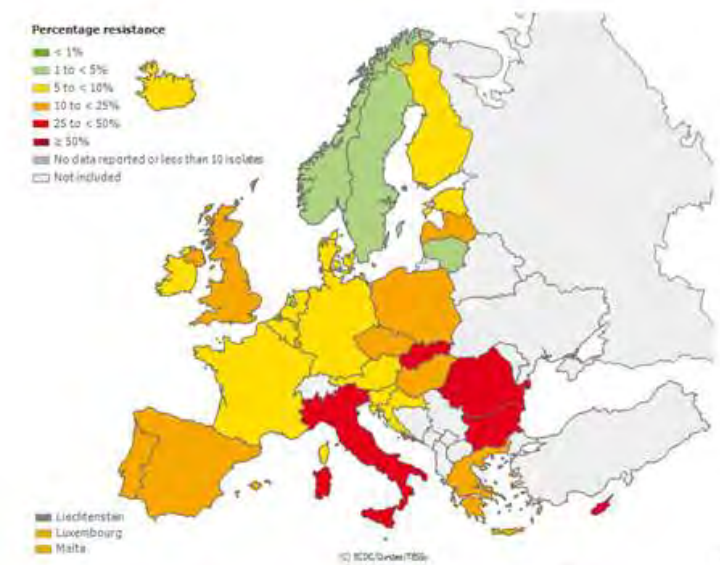 Percentage resistance
< 1%
1 to < 5%
5 to < 10%
10 to < 25%
25 to < 50%
≥ 50%
No data reported or less than 10 isolates
Not included
Liechtenstein
Luxembourg
Malta
(C) ECDC/Dundas/TESSy